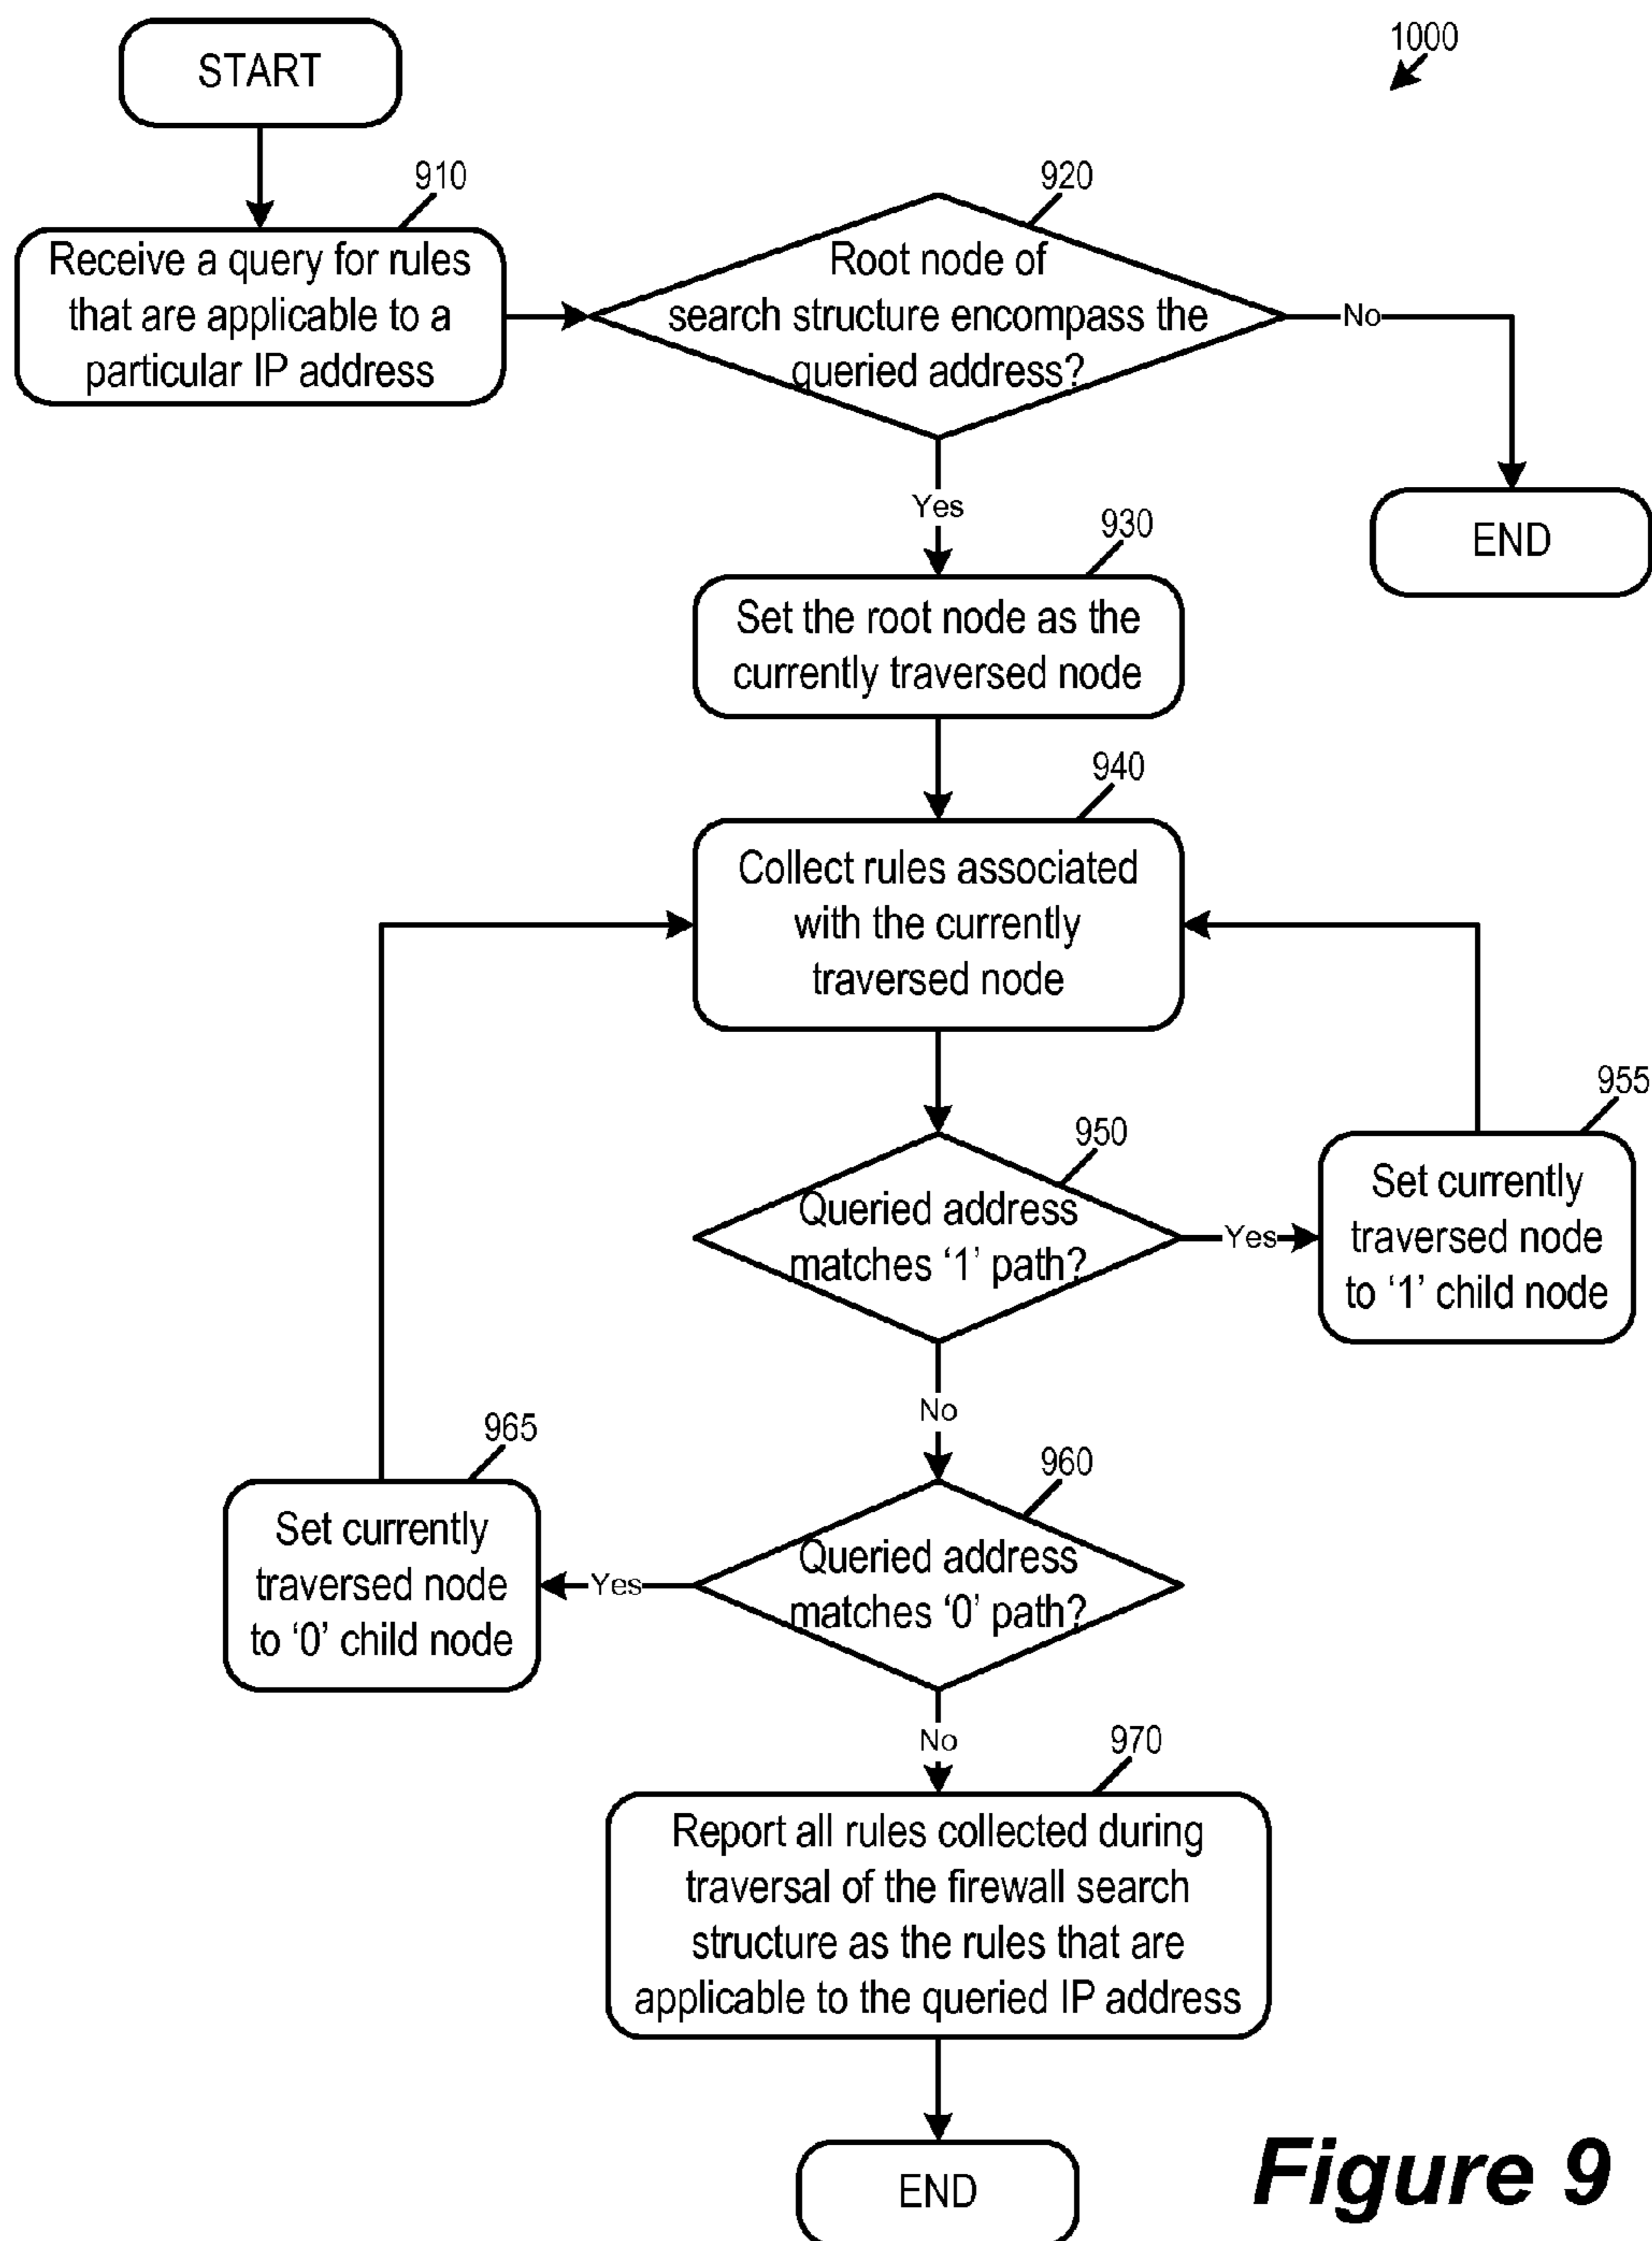 START
1000
910
Receive a query for rules
that are applicable to a
particular IP address
920
Root node of
search structure encompass the
queried address?
No
END
Yes
930
Set the root node as the
currently traversed node
940
Collect rules associated
with the currently
traversed node
950
Queried address
matches ‘1’ path?
Yes
955
Set currently
traversed node
to ‘1’ child node
No
960
Queried address
matches ‘0’ path?
Yes
965
Set currently
traversed node
to ‘0’ child node
No
970
Report all rules collected during
traversal of the firewall search
structure as the rules that are
applicable to the queried IP address
END
Figure 9